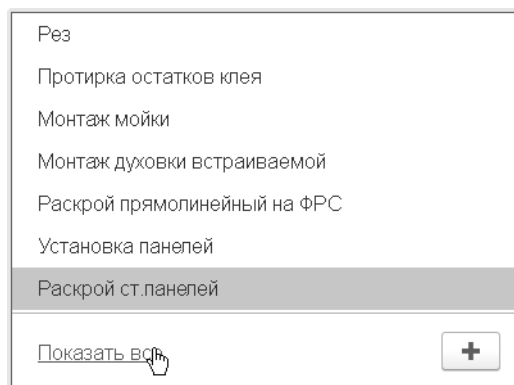 Рез
Протирка остатков клея
Монтаж мойки
Монтаж духовки встраиваемой
Раскрой прямолинейный на ФРС
Установка панелей
Раскрой ст.панелей
Показать все
+